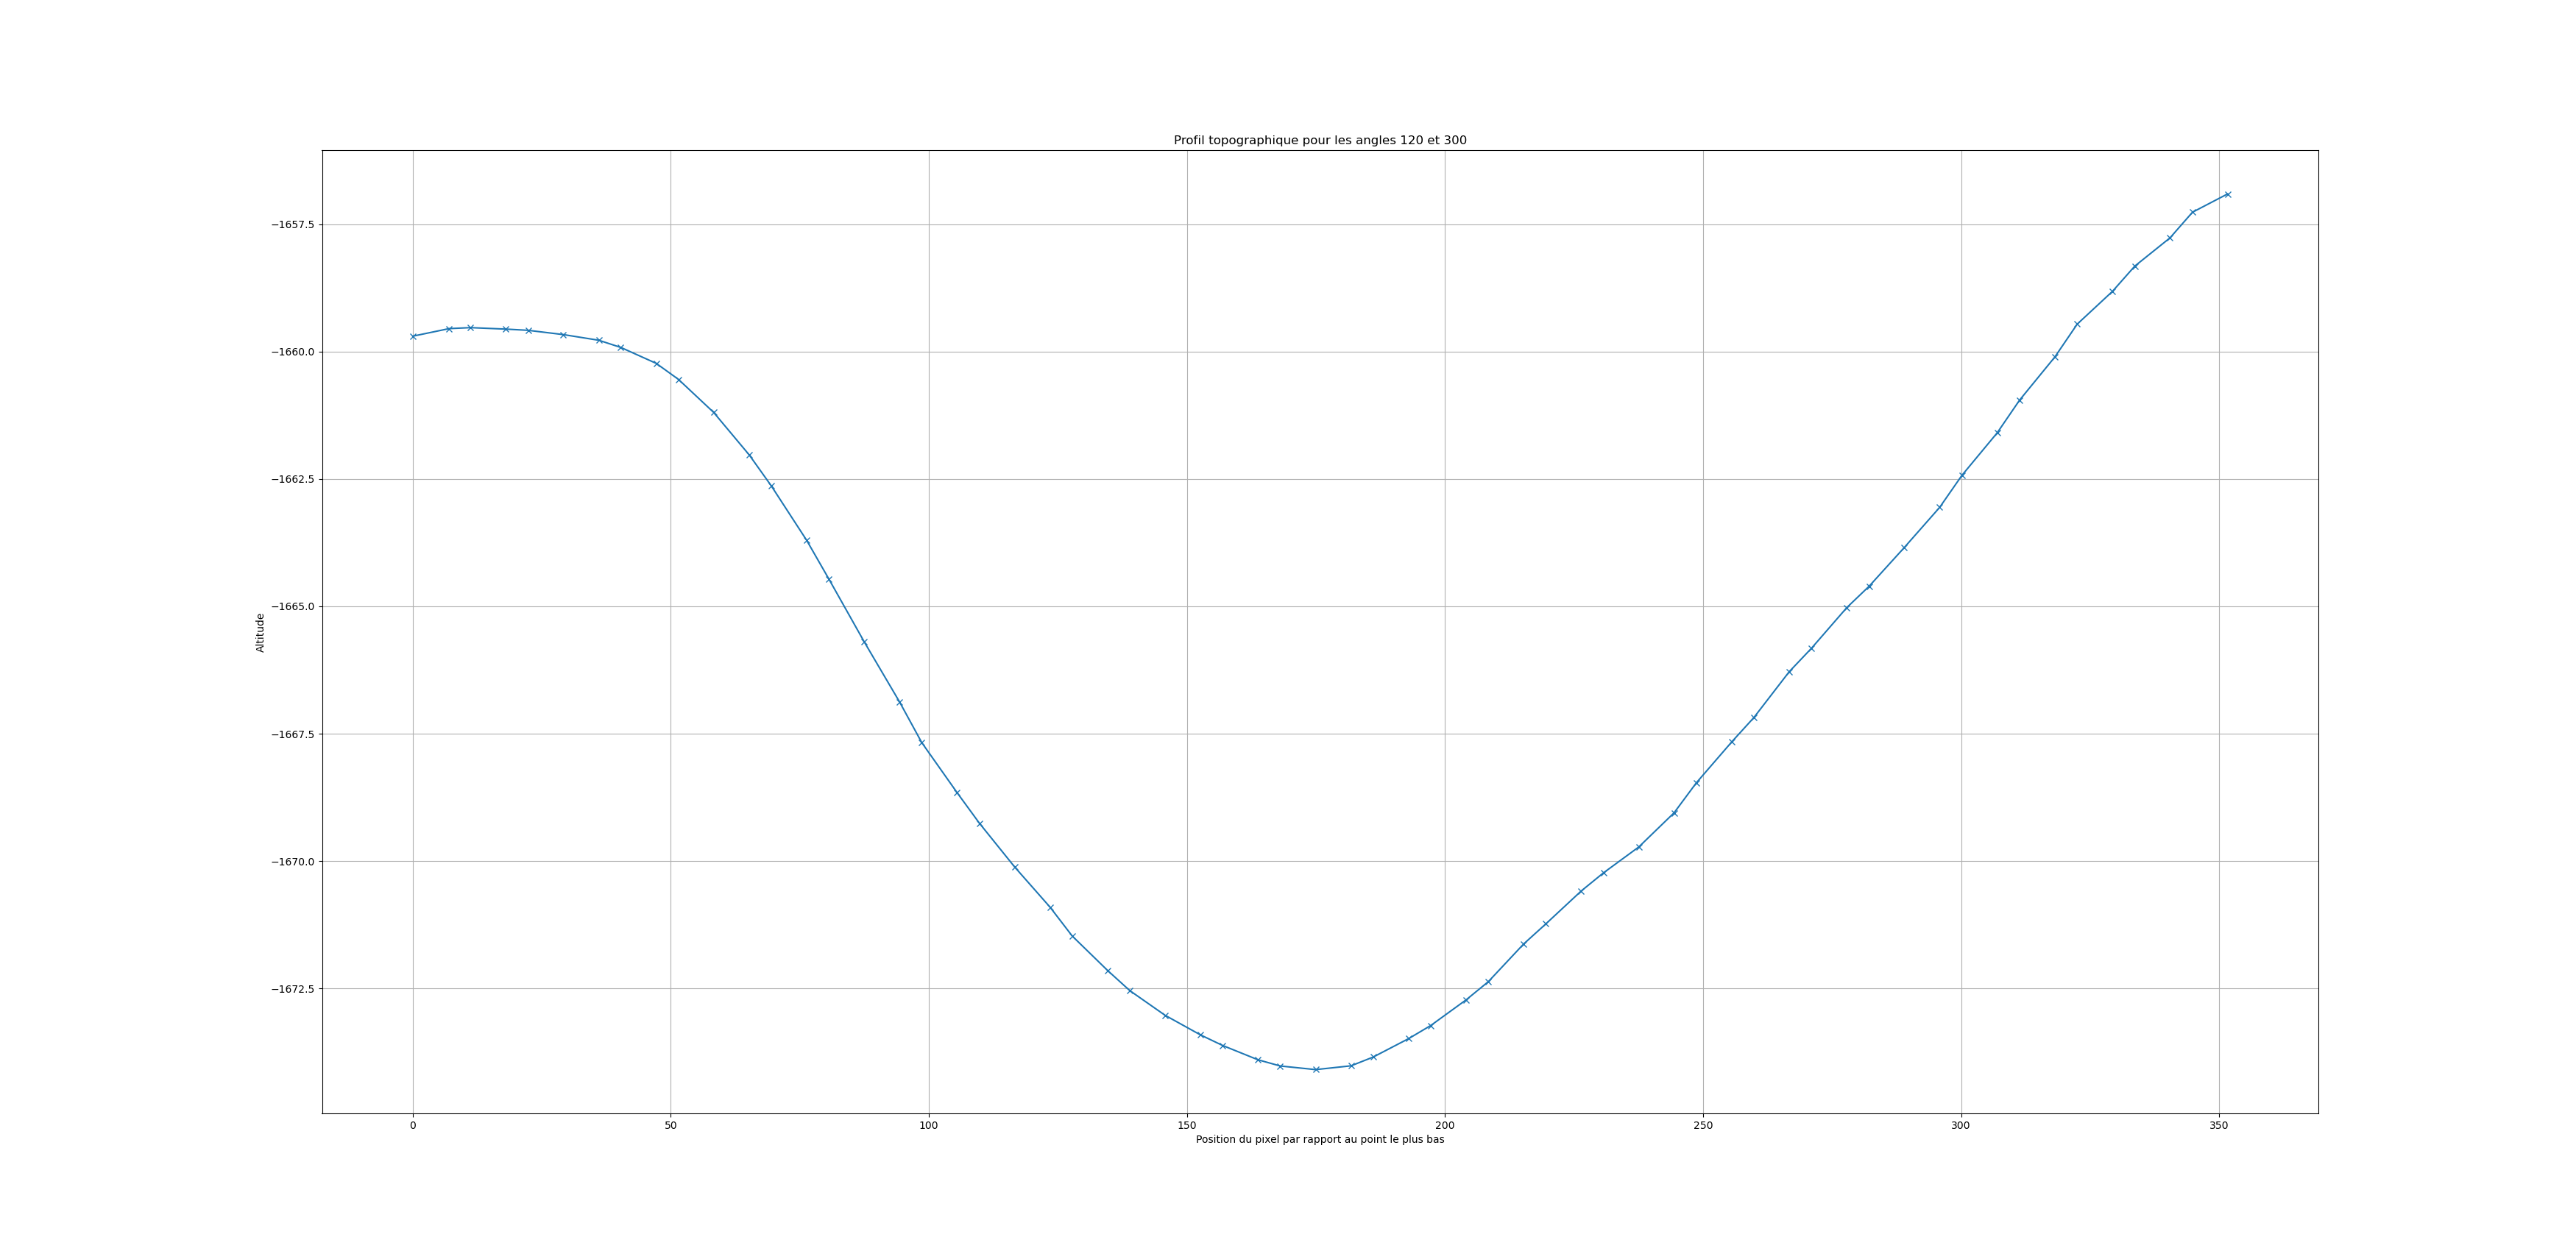 Profil topographique pour les angles 120 et 300
−1657.5
−1660.0
−1662.5
−1665.0
Altitude
−1667.5
−1670.0
−1672.5
0 50 100 150 200 250 300 350
Position du pixel par rapport au point le plus bas